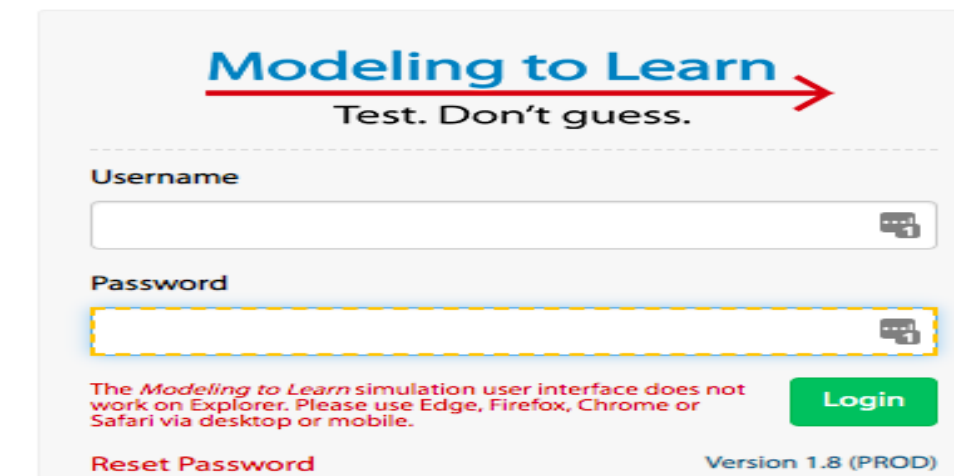 Modeling to Learn
Test. Don't guess.
Username
Password
The Modeling to Learn simulation user interface does not
work on Explorer. Please use Edge, Firefox, Chrome or
Safari via desktop or mobile.
Login
Reset Password
Version 1.8 (PROD)